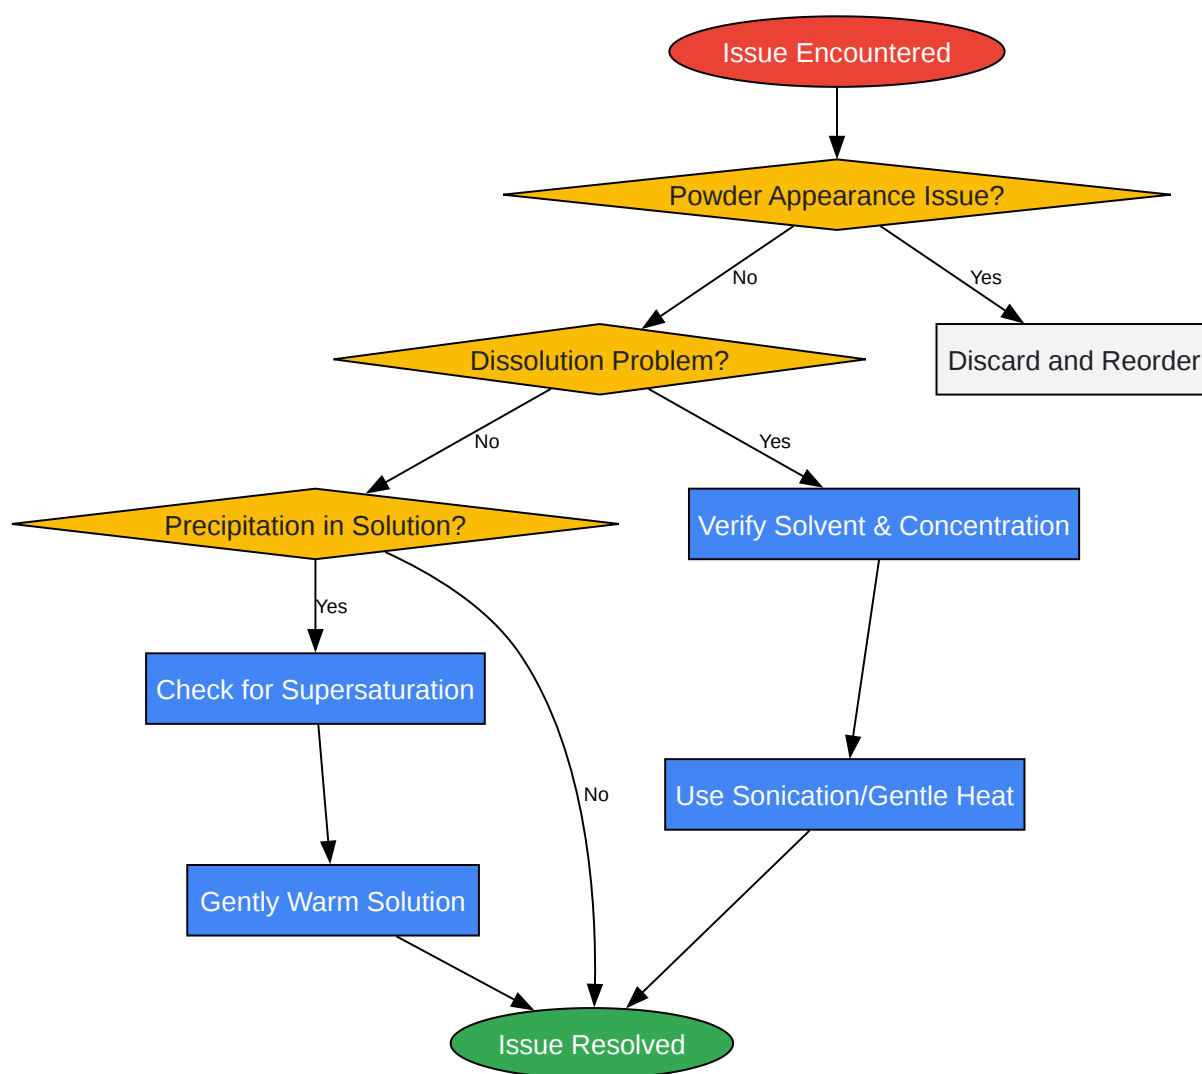 Issue Encountered
Powder Appearance Issue?
No
Yes
Dissolution Problem?
Discard and Reorder
No
Yes
Precipitation in Solution?
Verify Solvent & Concentration
Yes
Check for Supersaturation
No
Use Sonication/Gentle Heat
Gently Warm Solution
Issue Resolved